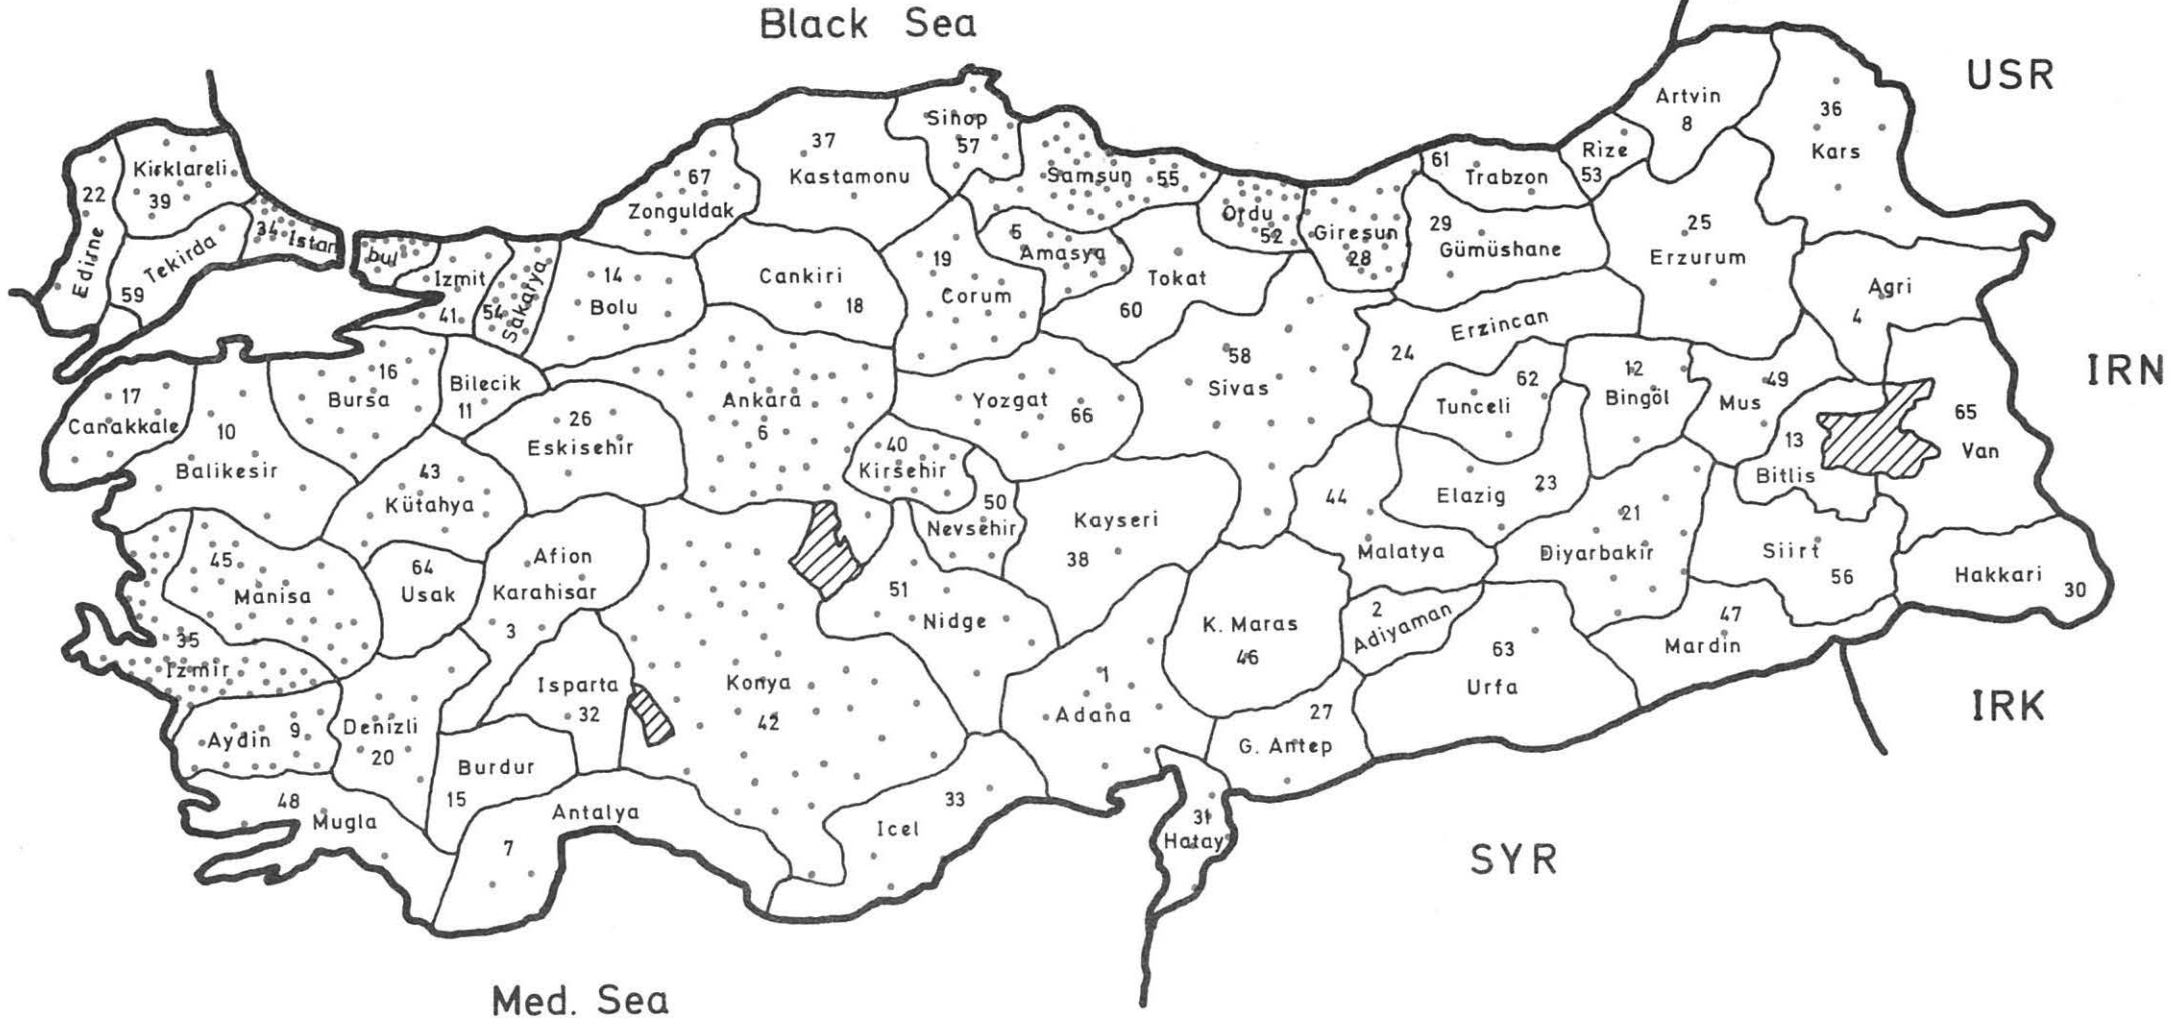 Black Sea
USR
Artvin
8
36
Kars
Sinop
57
37
Kastamonu
67
Zonguldak
Samsun 55
61
Trabzon
Rize
53
Kirklareli
39
22
Edirne
34 Istan
bul
Tekirda
59
Izmit
41
54
Sakarya
14
Bolu
Cankiri
18
19
Corum
5
Amasya
Tokat
60
Ordu
52
Giresun
28
29
Gümüshane
25
Erzurum
Agri
4
IRN
17
Canakkale
10
Balikesir
16
Bursa
Bilecik
11
26
Eskisehir
Ankara
6
Yozgat 66
58
Sivas
24
Erzincan
62
Tunceli
12
Bingöl
49
Mus
13
Bitlis
65
Van
43
Kütahya
40
Kirsehir
50
Nevsehir
Kayseri
38
44
Malatya
Elazig 23
21
Diyarbakir
Siirt
56
Hakkari
30
45
Manisa
64
Usak
Afion
Karahisar
3
51
Nidge
K. Maras
46
2
Adiyaman
63
Urfa
47
Mardin
35
Izmir
Isparta
32
Konya
42
1
Adana
27
G. Antep
IRK
Aydin 9
Denizli
20
Burdur
15
48
Mugla
Antalya
7
33
Icel
31
Hatay
SYR
Med. Sea